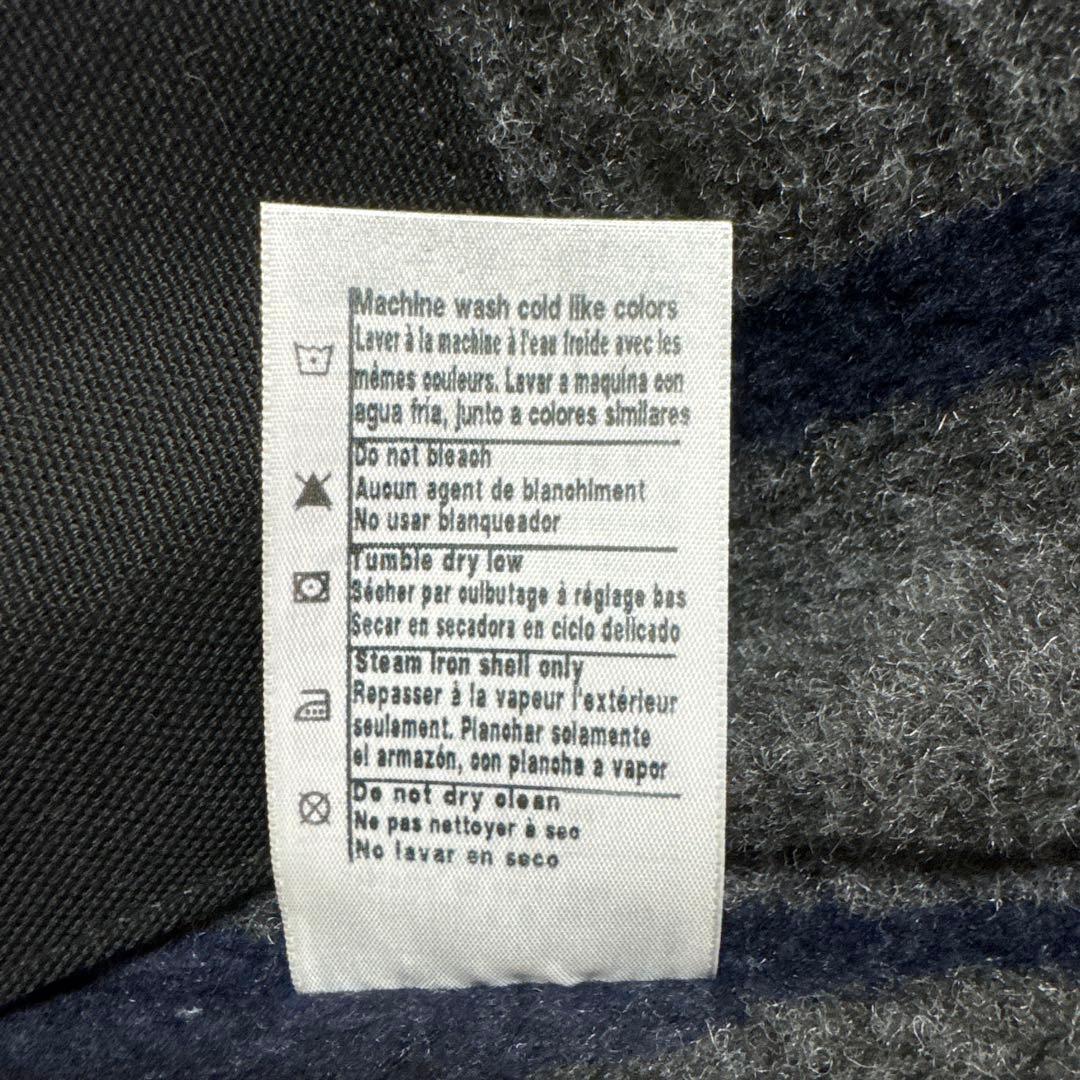 Machine wash cold like colors
Laver à la machine à l'eau froide avec les
mêmes couleurs. Lavar a maquina con
agua fría, junto a colores similares
Do not bleach
Aucun agent de blanchiment
No usar blanqueador
Tumble dry low
Sécher par culbutage à réglage bas
Secar en secadora en ciclo delicado
Steam iron shell only
Repasser à la vapeur l'extérieur
seulement. Planchar solamente
el armazón, con plancha a vapor
Do not dry clean
Ne pas nettoyer à sec
No lavar en seco